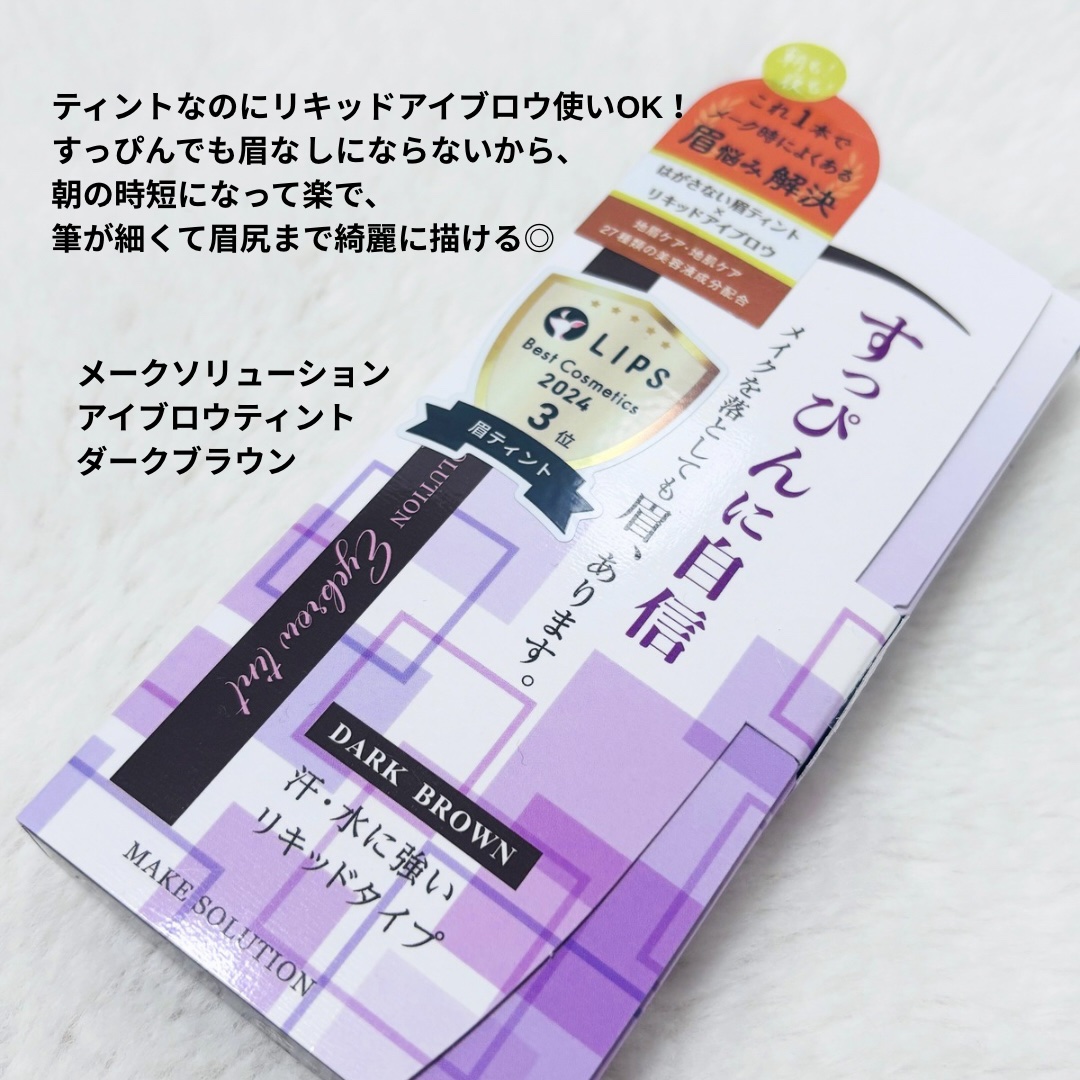 ティントなのにリキッドアイブロウ使いOK！
すっぴんでも眉なしにならないから、
朝の時短になって楽で、
筆が細くて眉尻まで綺麗に描ける◎
メークソリューション
アイブロウティント
ダークブラウン
これ1本で
メーク時によくある
眉悩み解決
はがさない眉ティント
×
リキッドアイブロウ
地肌ケア・地肌ケア
27種類の美容液成分配合
LIPS
Best Cosmetics
2024
3位
眉ティント
すっぴんに自信
メイクを落としても眉、あります。
LUTION Eyebrow tint
DARK BROWN
汗・水に強い
リキッドタイプ
MAKE SOLUTION